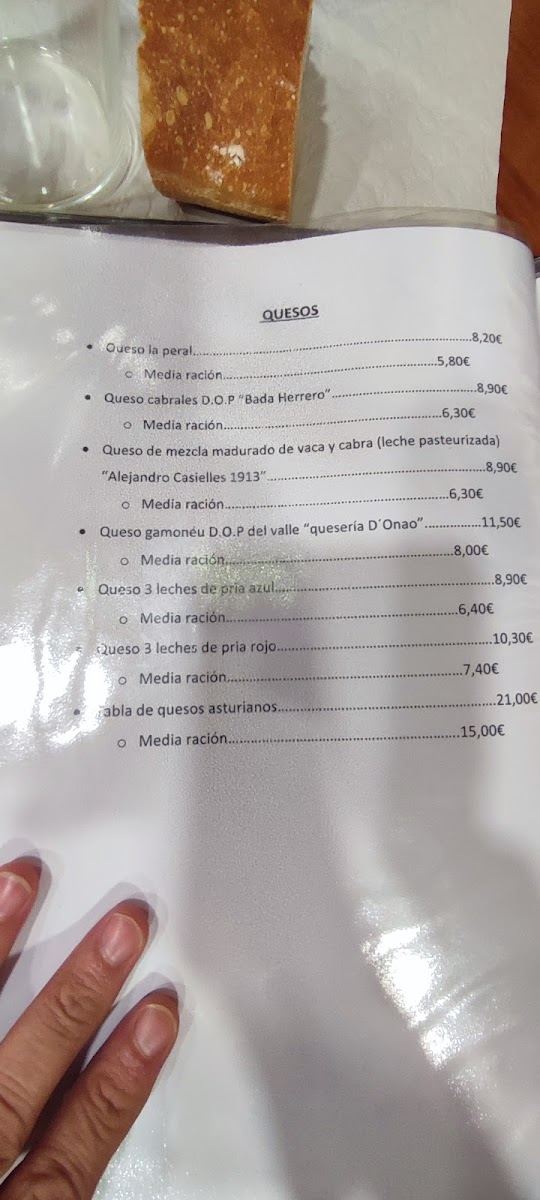 QUESOS
• Queso la peral..........8,20€
o Media ración..........5,80€
• Queso cabrales D.O.P "Bada Herrero"..........8,90€
o Media ración..........6,30€
• Queso de mezcla madurado de vaca y cabra (leche pasteurizada)
"Alejandro Casielles 1913"..........8,90€
o Media ración..........6,30€
• Queso gamonéu D.O.P del valle "quesería D´Onao"..........11,50€
o Media ración..........8,00€
• Queso 3 leches de pria azul..........8,90€
o Media ración..........6,40€
• Queso 3 leches de pria rojo..........10,30€
o Media ración..........7,40€
• Tabla de quesos asturianos..........21,00€
o Media ración..........15,00€